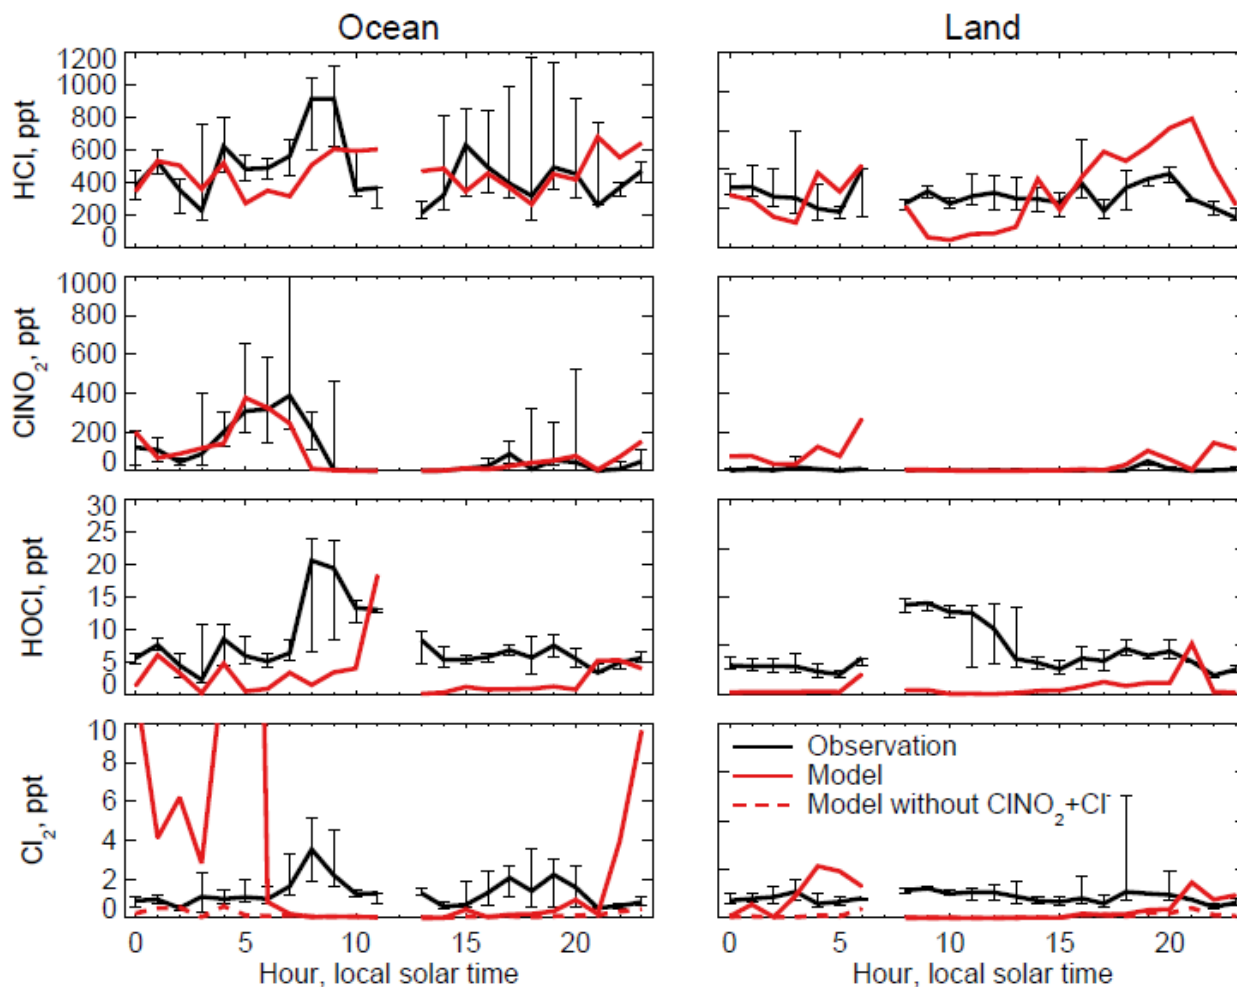 Ocean
Land
HCl, ppt
1200
1000
800
600
400
200
0
ClNO2, ppt
1000
800
600
400
200
0
HOCl, ppt
30
25
20
15
10
5
0
Cl2, ppt
10
8
6
4
2
0
Observation
Model
Model without ClNO2+Cl-
0 5 10 15 20
0 5 10 15 20
Hour, local solar time
Hour, local solar time